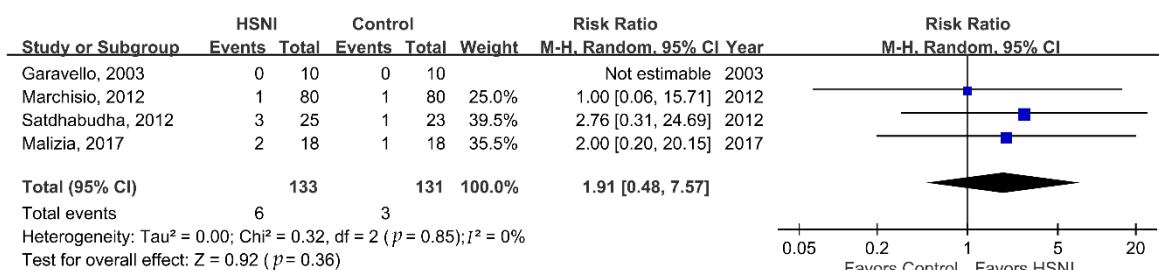 HSNI Control Risk Ratio Risk Ratio
Study or Subgroup Events Total Events Total Weight M-H, Random, 95% CI Year M-H, Random, 95% CI
Garavello, 2003 0 10 0 10 Not estimable 2003
Marchisio, 2012 1 80 1 80 25.0% 1.00 [0.06, 15.71] 2012
Satdhabudha, 2012 3 25 1 23 39.5% 2.76 [0.31, 24.69] 2012
Malizia, 2017 2 18 1 18 35.5% 2.00 [0.20, 20.15] 2017
Total (95% CI) 133 131 100.0% 1.91 [0.48, 7.57]
Total events 6 3
Heterogeneity: Tau² = 0.00; Chi² = 0.32, df = 2 (p = 0.85); I² = 0%
Test for overall effect: Z = 0.92 (p = 0.36)
0.05 0.2 1 5 20
Favors Control Favors HSNI